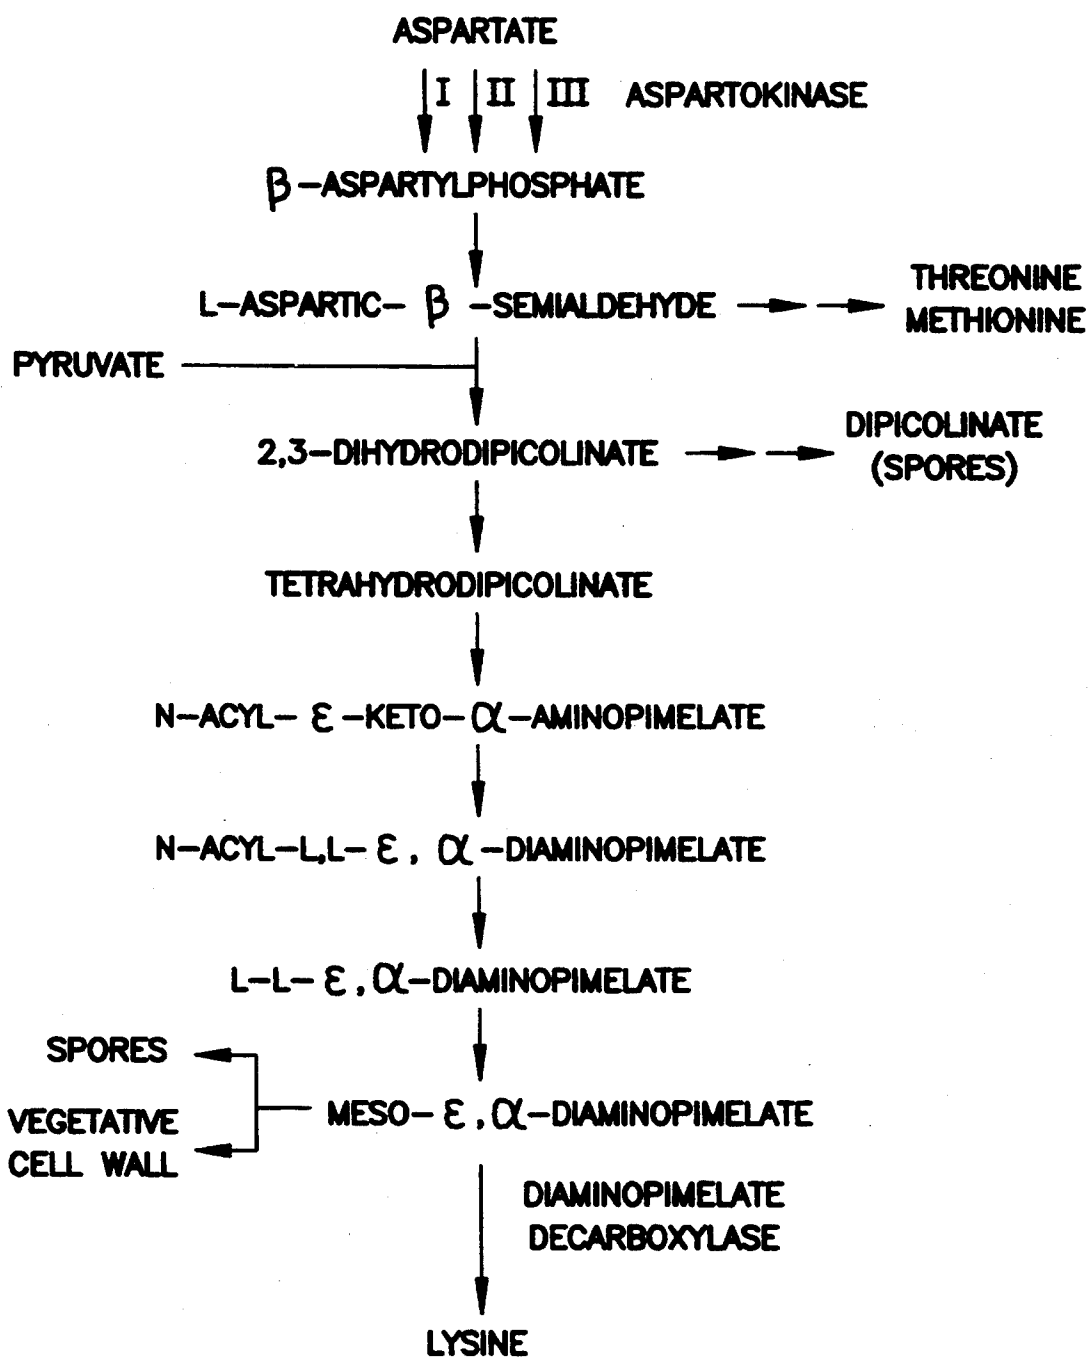 ASPARTATE
I II III ASPARTOKINASE
β-ASPARTYLPHOSPHATE
L-ASPARTIC- β -SEMIALDEHYDE
THREONINE
METHIONINE
PYRUVATE
2,3-DIHYDRODIPICOLINATE
DIPICOLINATE
(SPORES)
TETRAHYDRODIPICOLINATE
N-ACYL- ε -KETO-α-AMINOPIMELATE
N-ACYL-L,L- ε , α -DIAMINOPIMELATE
L-L- ε ,α-DIAMINOPIMELATE
SPORES
VEGETATIVE
CELL WALL
MESO- ε ,α-DIAMINOPIMELATE
DIAMINOPIMELATE
DECARBOXYLASE
LYSINE